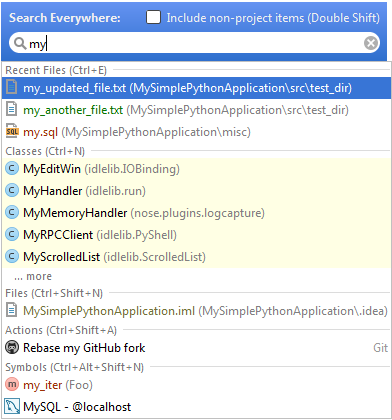 Search Everywhere: Include non-project items (Double Shift)
my
Recent Files (Ctrl+E)
my_updated_file.txt (MySimplePythonApplication\src\test_dir)
my_another_file.txt (MySimplePythonApplication\src\test_dir)
SQL my.sql (MySimplePythonApplication\misc)
Classes (Ctrl+N)
C MyEditWin (idlelib.IOBinding)
C MyHandler (idlelib.run)
C MyMemoryHandler (nose.plugins.logcapture)
C MyRPCClient (idlelib.PyShell)
C MyScrolledList (idlelib.ScrolledList)
... more
Files (Ctrl+Shift+N)
MySimplePythonApplication.iml (MySimplePythonApplication\.idea)
Actions (Ctrl+Shift+A)
Rebase my GitHub fork Git
Symbols (Ctrl+Alt+Shift+N)
m my_iter (Foo)
MySQL - @localhost